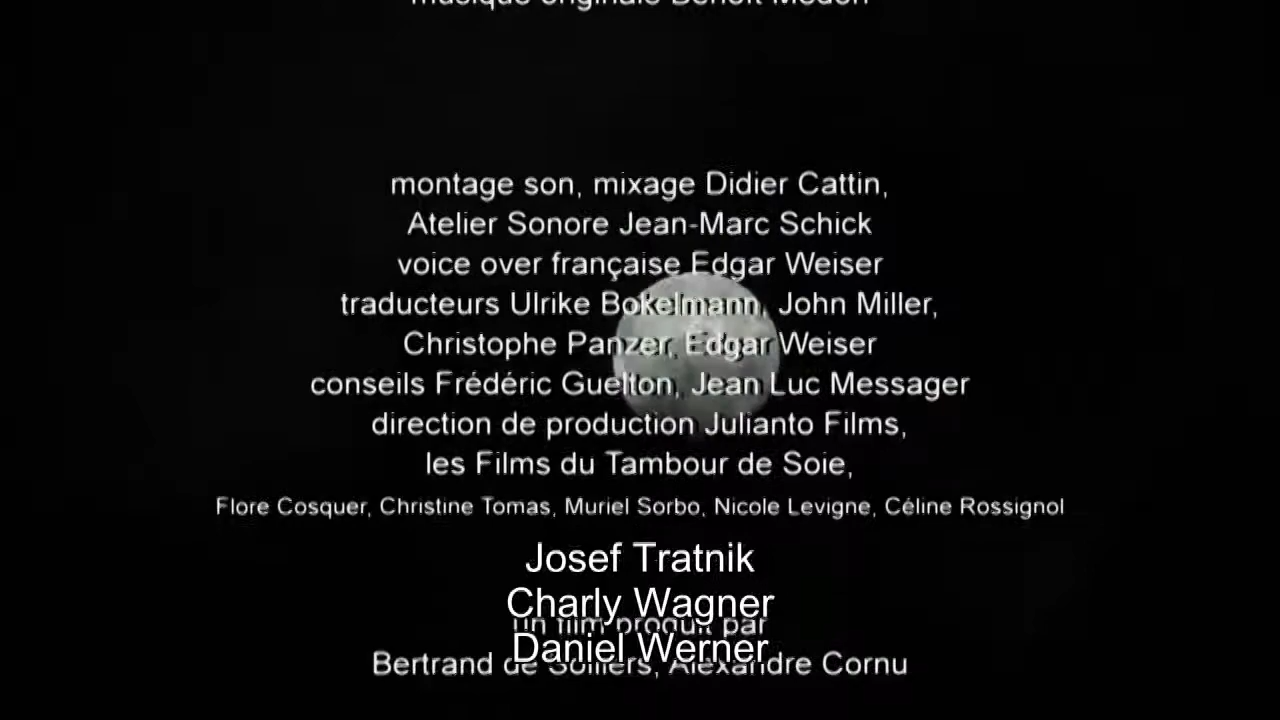 musique originale Benoît
montage son, mixage Didier Cattin,
Atelier Sonore Jean-Marc Schick
voice over française Edgar Weiser
traducteurs Ulrike Bokelmann, John Miller,
Christophe Panzer, Edgar Weiser
conseils Frédéric Guelton, Jean Luc Messager
direction de production Julianto Films,
les Films du Tambour de Soie,
Flore Cosquer, Christine Tomas, Muriel Sorbo, Nicole Levigne, Céline Rossignol
Josef Tratnik
Charly Wagner
un film produit par
Daniel Werner
Bertrand de Solliers, Alexandre Cornu